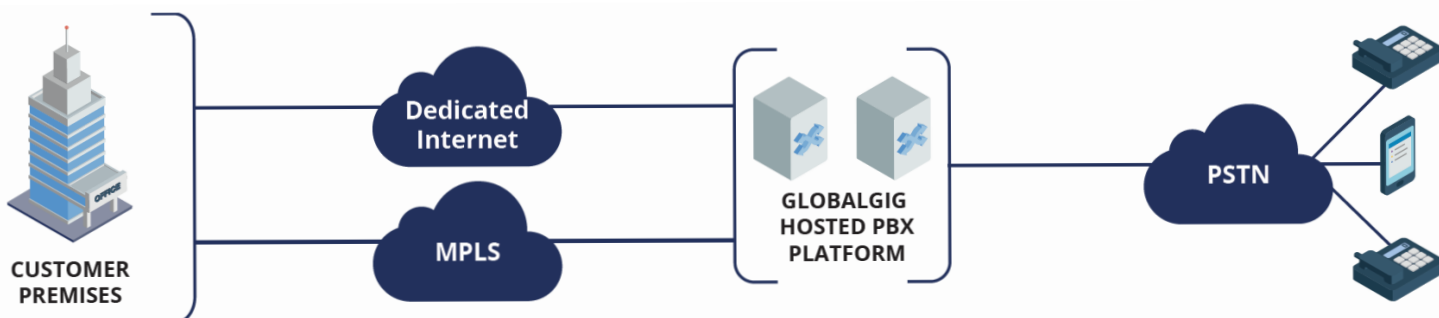 OFFICE
CUSTOMER
PREMISES
Dedicated
Internet
MPLS
GLOBALGIG
HOSTED PBX
PLATFORM
PSTN